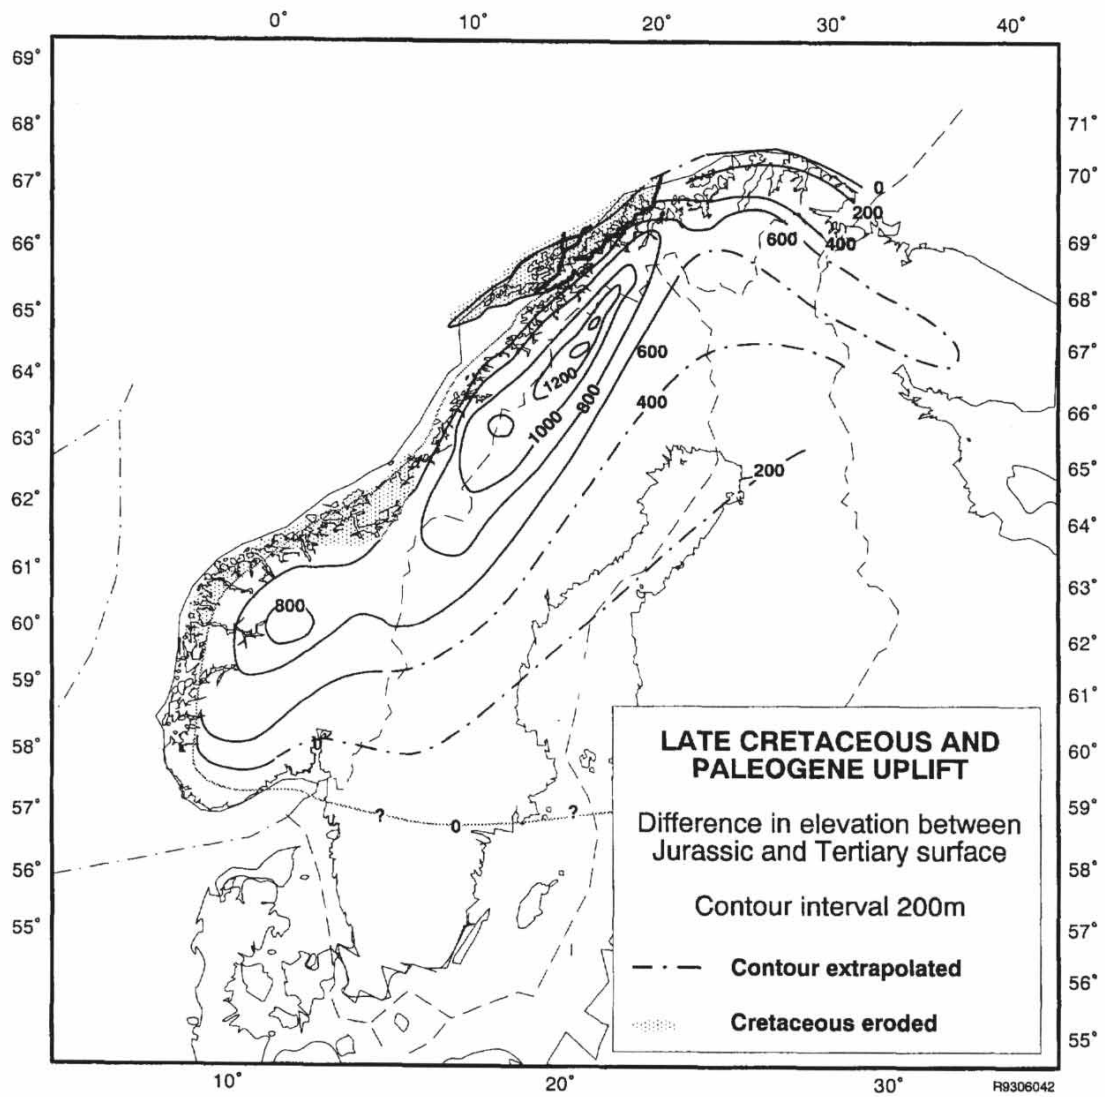 0° 10° 20° 30° 40°
69°
68° 71°
67° 70°
66° 69°
65° 68°
64° 67°
63° 66°
62° 65°
61° 64°
60° 63°
59° 62°
58° 61°
57° 60°
56° 59°
55° 58°
57°
56°
55°
0
200
400
600
600
400
200
1200
1000
800
800
? 0 ?
LATE CRETACEOUS AND
PALEOGENE UPLIFT
Difference in elevation between
Jurassic and Tertiary surface
Contour interval 200m
Contour extrapolated
Cretaceous eroded
10° 20° 30°
R9306042